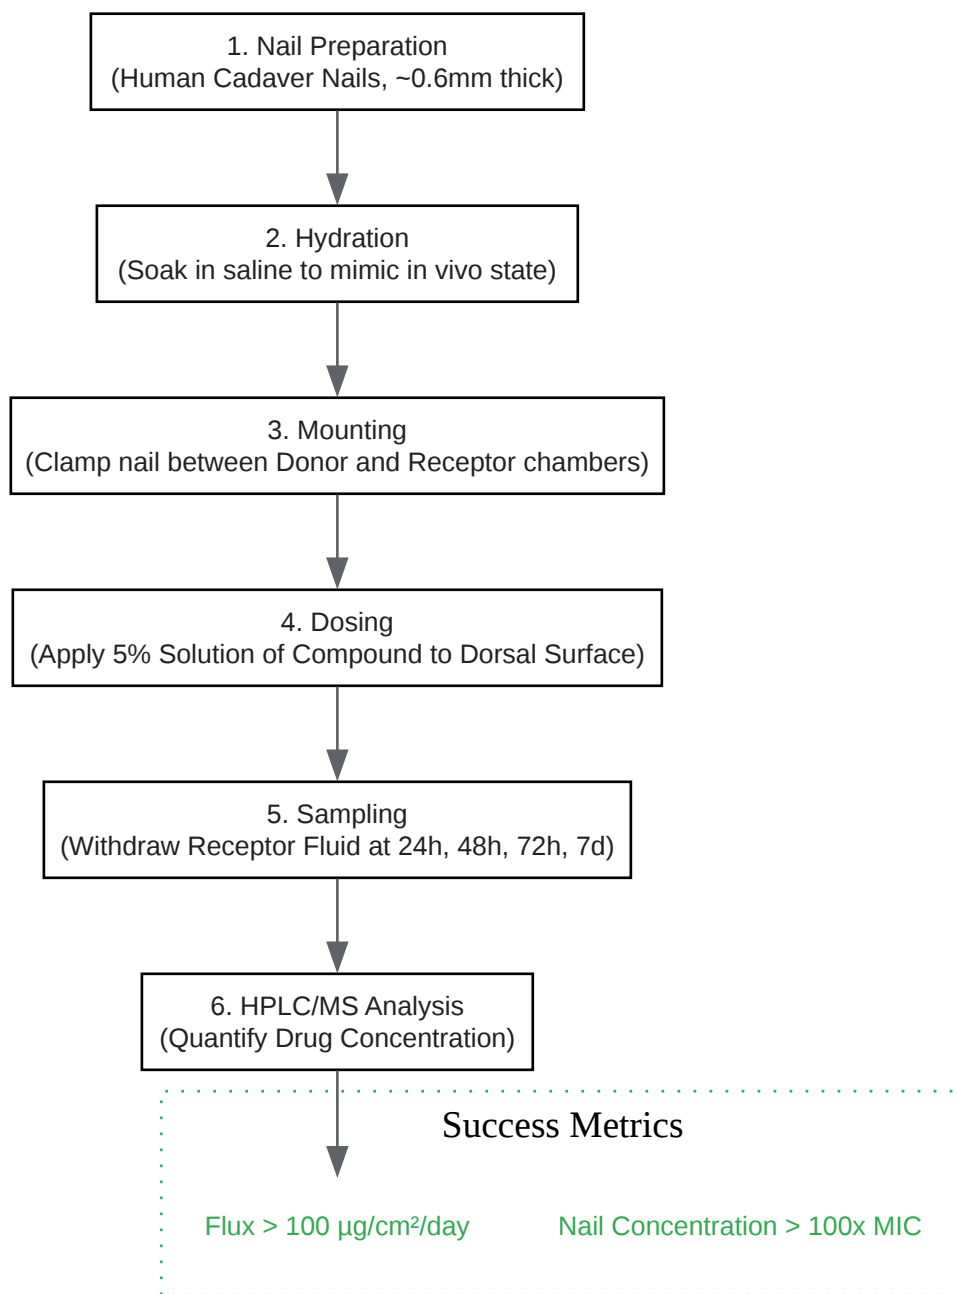 1. Nail Preparation
(Human Cadaver Nails, ~0.6mm thick)
2. Hydration
(Soak in saline to mimic in vivo state)
3. Mounting
(Clamp nail between Donor and Receptor chambers)
4. Dosing
(Apply 5% Solution of Compound to Dorsal Surface)
5. Sampling
(Withdraw Receptor Fluid at 24h, 48h, 72h, 7d)
6. HPLC/MS Analysis
(Quantify Drug Concentration)
Success Metrics
Flux > 100 µg/cm²/day
Nail Concentration > 100x MIC